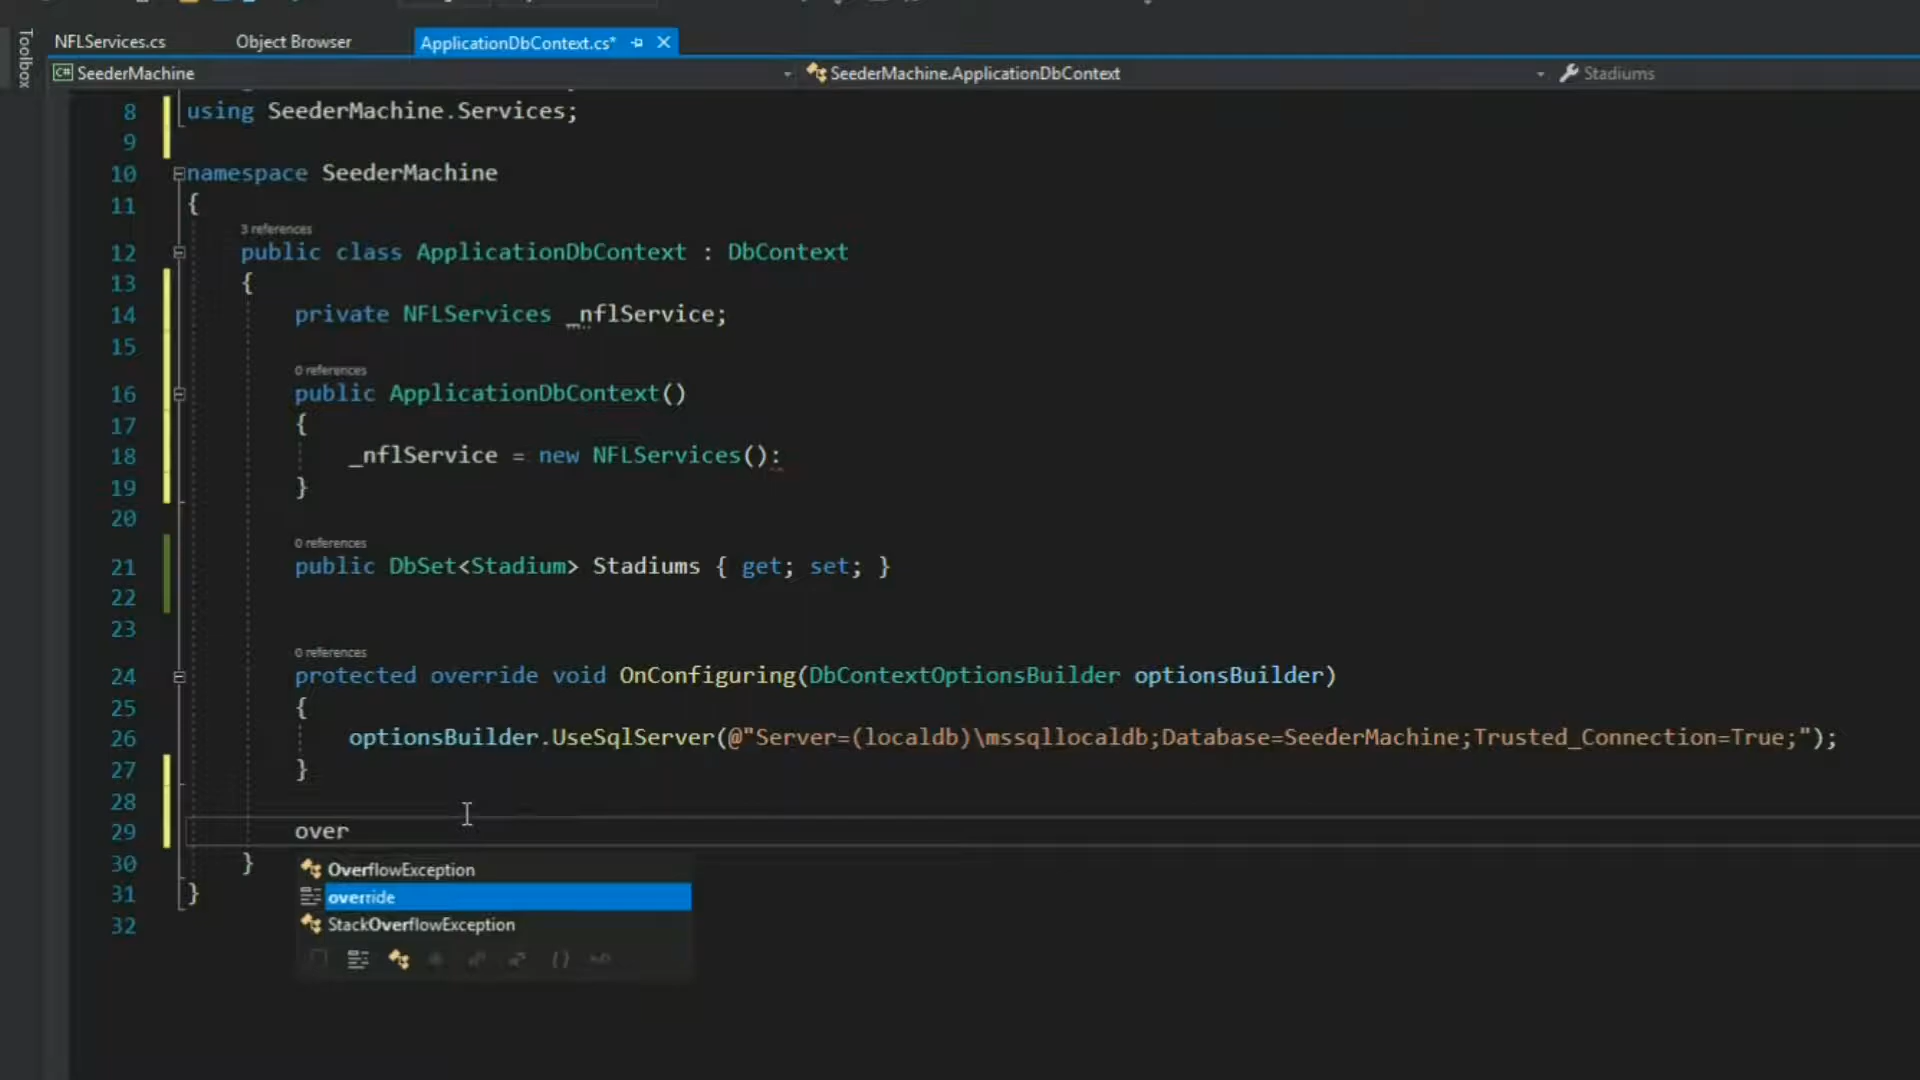 Toolbox
NFLServices.cs Object Browser ApplicationDbContext.cs*
SeederMachine SeederMachine.ApplicationDbContext Stadiums
8 using SeederMachine.Services;
9
10 namespace SeederMachine
11 {
3 references
12 public class ApplicationDbContext : DbContext
13 {
14 private NFLServices _nflService;
15
0 references
16 public ApplicationDbContext()
17 {
18 _nflService = new NFLServices():
19 }
20
0 references
21 public DbSet<Stadium> Stadiums { get; set; }
22
23
0 references
24 protected override void OnConfiguring(DbContextOptionsBuilder optionsBuilder)
25 {
26 optionsBuilder.UseSqlServer(@"Server=(localdb)\mssqllocaldb;Database=SeederMachine;Trusted_Connection=True;");
27 }
28
29 over
30 }
31 }
32
OverflowException
override
StackOverflowException